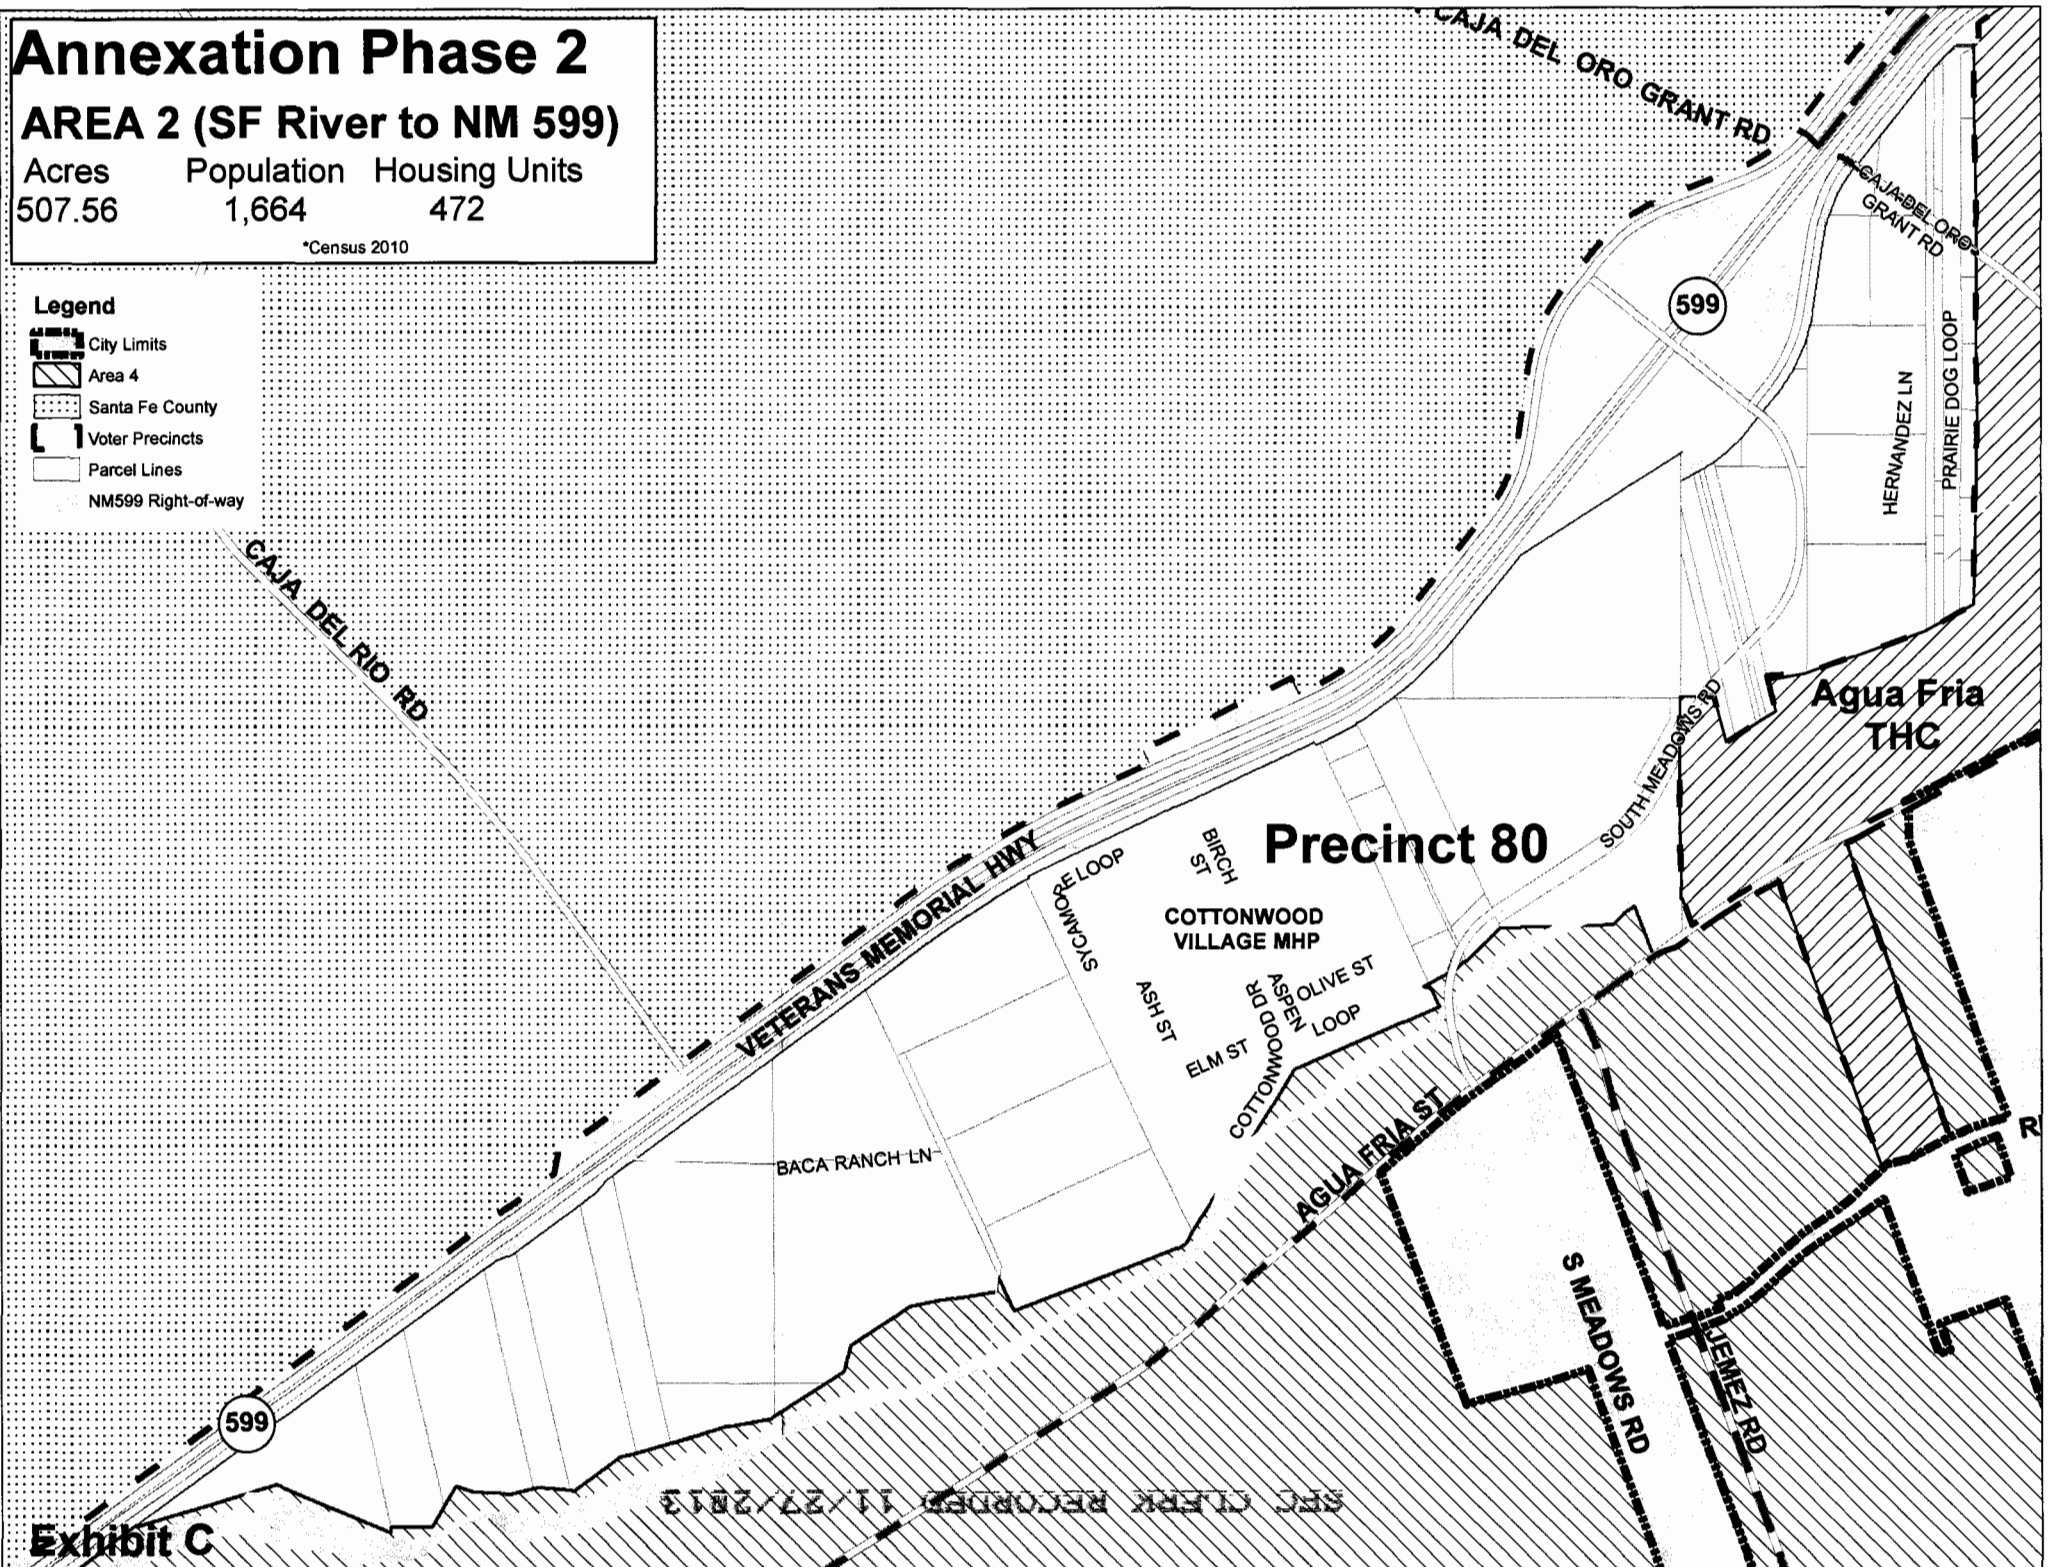 Annexation Phase 2
AREA 2 (SF River to NM 599)
Acres Population Housing Units
507.56 1,664 472
*Census 2010
Legend
City Limits
Area 4
Santa Fe County
Voter Precincts
Parcel Lines
NM599 Right-of-way
CAJA DEL ORO GRANT RD
CAJA DEL ORO
GRANT RD
599
HERNANDEZ LN
PRAIRIE DOG LOOP
CAJA DEL RIO RD
Agua Fria
THC
SOUTH MEADOWS RD
Precinct 80
VETERANS MEMORIAL HWY
SYCAMORE LOOP
BIRCH
ST
COTTONWOOD
VILLAGE MHP
ASH ST
ASPEN
LOOP
OLIVE ST
ELM ST
COTTONWOOD DR
AGUA FRIA ST
BACA RANCH LN
S MEADOWS RD
JEMEZ RD
599
SFC CLERK RECORDED 11/27/2013
Exhibit C